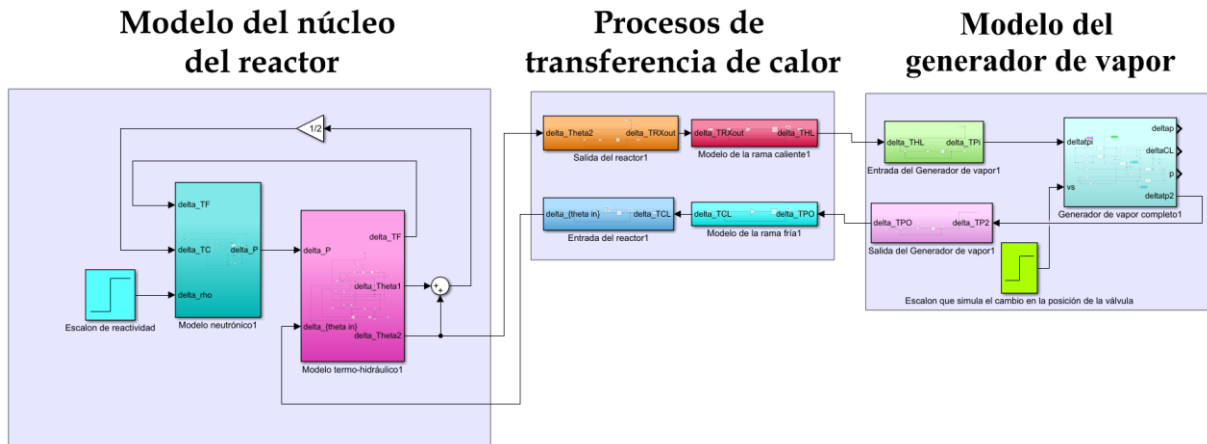 Modelo del núcleo
del reactor
Procesos de
transferencia de calor
Modelo del
generador de vapor
1/2
delta_TF
delta_TC
delta_P
delta_rho
Modelo neutrónico1
Escalon de reactividad
delta_P
delta_TF
delta_Theta1
delta_{theta in}
delta_Theta2
Modelo termo-hidráulico1
delta_Theta2
delta_TRXout
Salida del reactor1
delta_TRXout
delta_THL
Modelo de la rama caliente1
delta_{theta in}
delta_TCL
Entrada del reactor1
delta_TCL
delta_TPO
Modelo de la rama fría1
delta_THL
delta_TPi
Entrada del Generador de vapor1
deltatpi
vs
deltap
deltaCL
p
deltatp2
Generador de vapor completo1
delta_TPO
delta_TP2
Salida del Generador de vapor1
Escalon que simula el cambio en la posición de la válvula